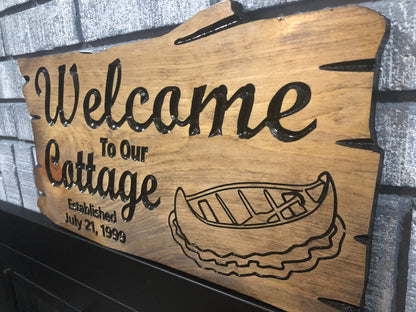 Welcome
To Our
Cottage
Established
July 21, 1999